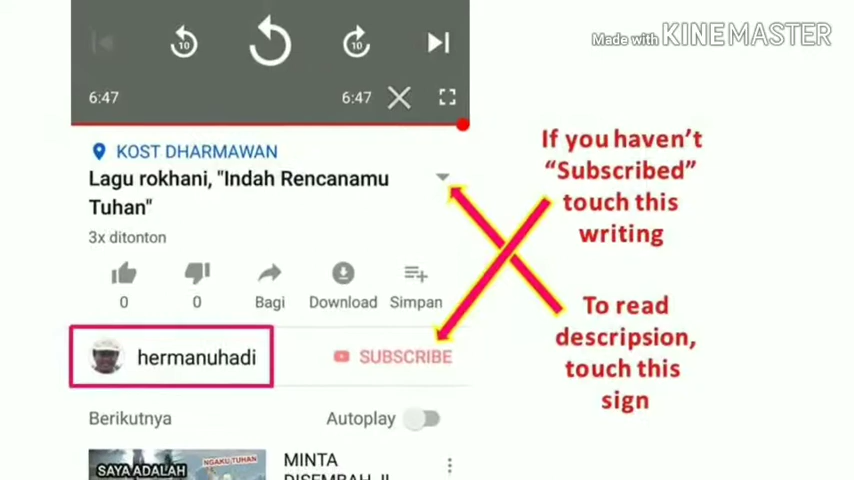 Made with KINEMASTER
10
10
6:47
6:47
KOST DHARMAWAN
Lagu rokhani, "Indah Rencanamu
Tuhan"
3x ditonton
0
0
Bagi
Download
Simpan
hermanuhadi
SUBSCRIBE
Berikutnya
Autoplay
SAYA ADALAH
NGAKU TUHAN
MINTA
If you haven't
“Subscribed”
touch this
writing
To read
descripsion,
touch this
sign